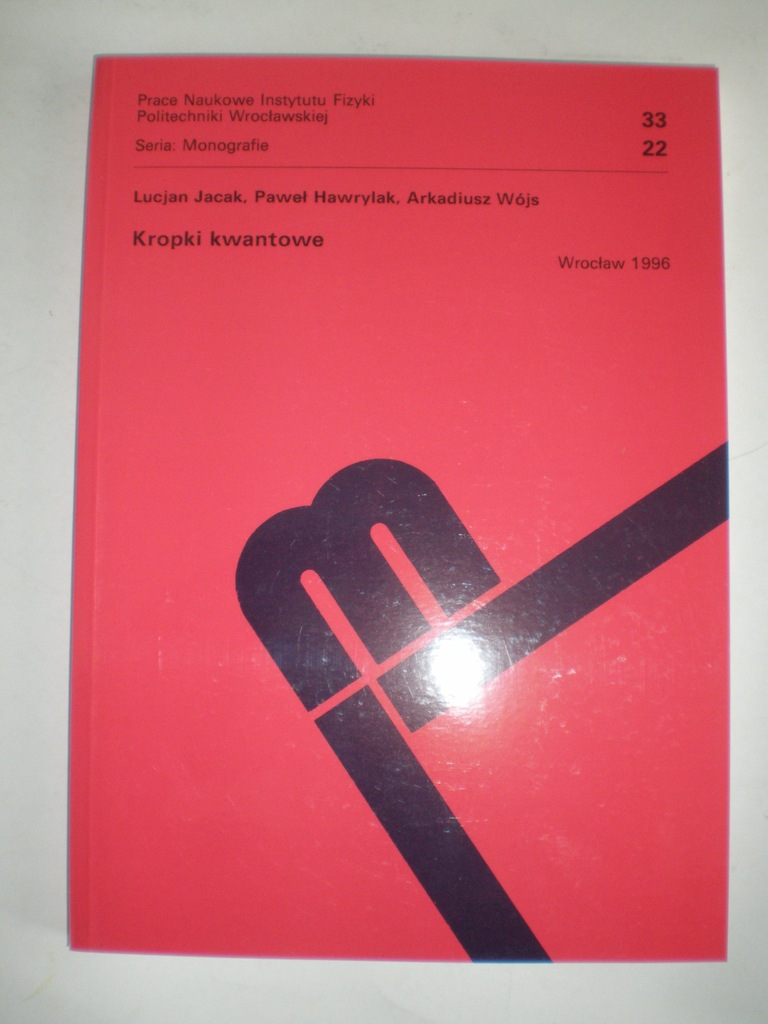 Prace Naukowe Instytutu Fizyki
Politechniki Wrocławskiej
33
Seria: Monografie
22
Lucjan Jacak, Paweł Hawrylak, Arkadiusz Wójs
Kropki kwantowe
Wrocław 1996